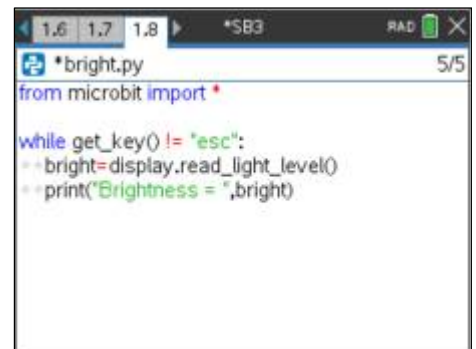 1.6 1.7 1.8 *SB3 RAD
*bright.py 5/5
from microbit import *
while get_key() != "esc":
bright=display.read_light_level()
print("Brightness = ",bright)